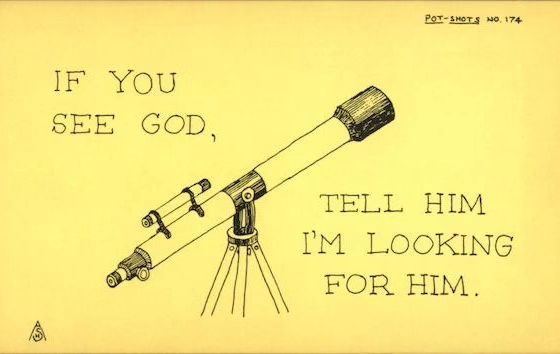 POT-SHOTS NO. 174
IF YOU
SEE GOD,
TELL HIM
I'M LOOKING
FOR HIM.